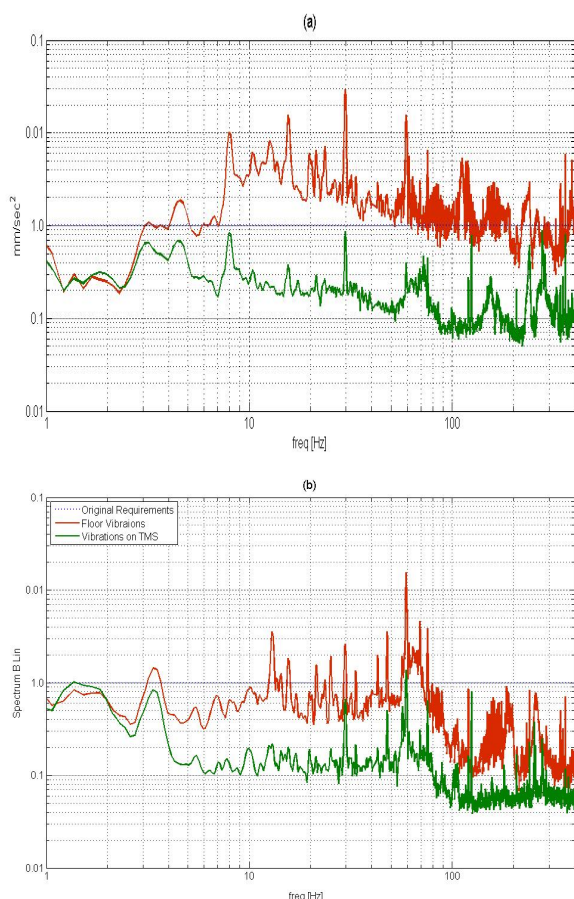 (a)
0.1
0.01
1.0
0.1
0.01
mm/sec²
1 10 100
freq [Hz]
(b)
0.1
0.01
1.0
0.1
0.01
Original Requirements
Floor Vibraions
Vibrations on TMS
Spectrum B Lin
1 10 100
freq [Hz]